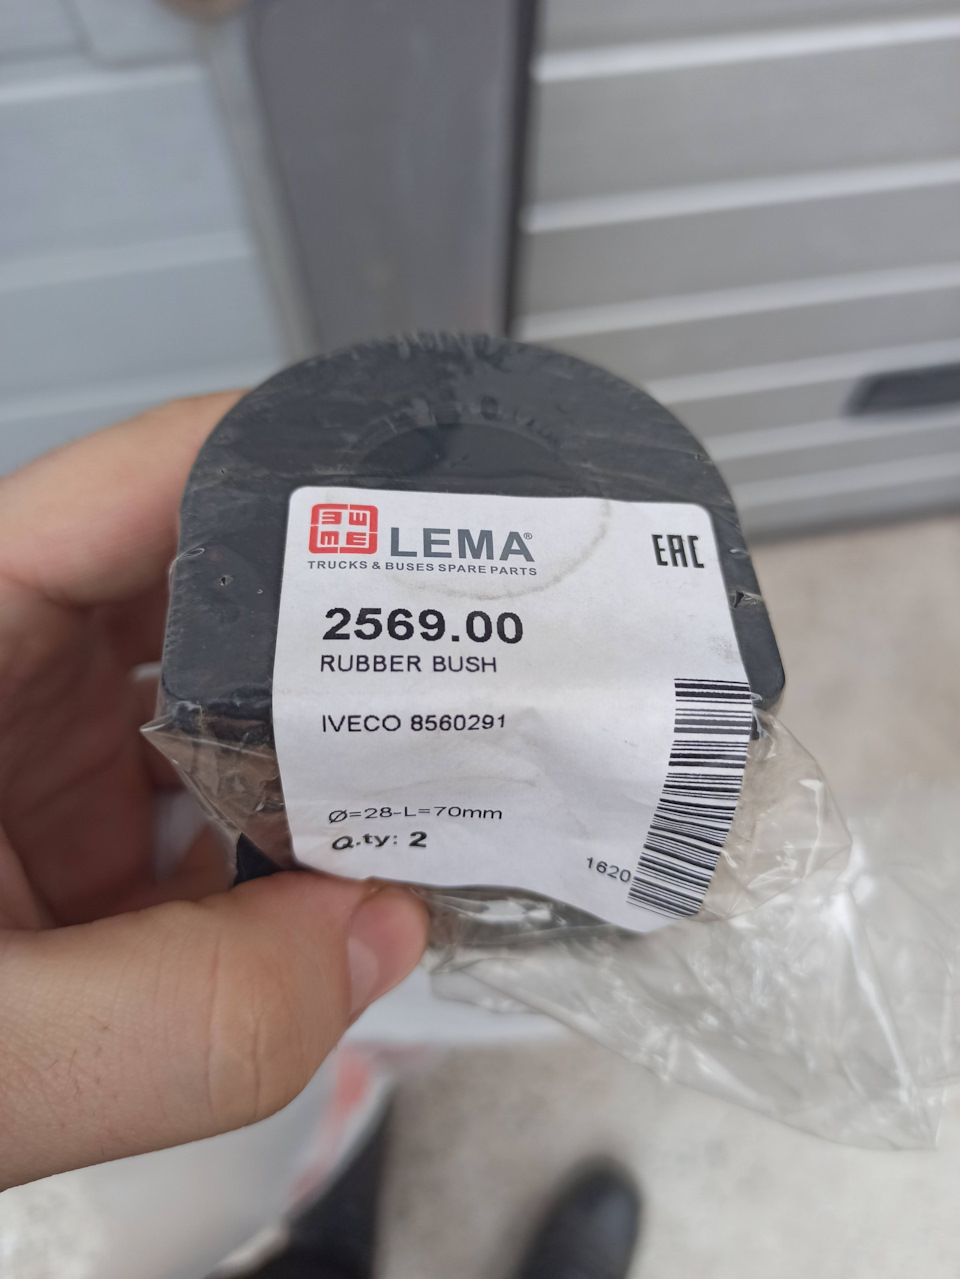 LEMA®
TRUCKS & BUSES SPARE PARTS
EAC
2569.00
RUBBER BUSH
IVECO 8560291
Ø=28-L=70mm
Q.ty: 2
1620